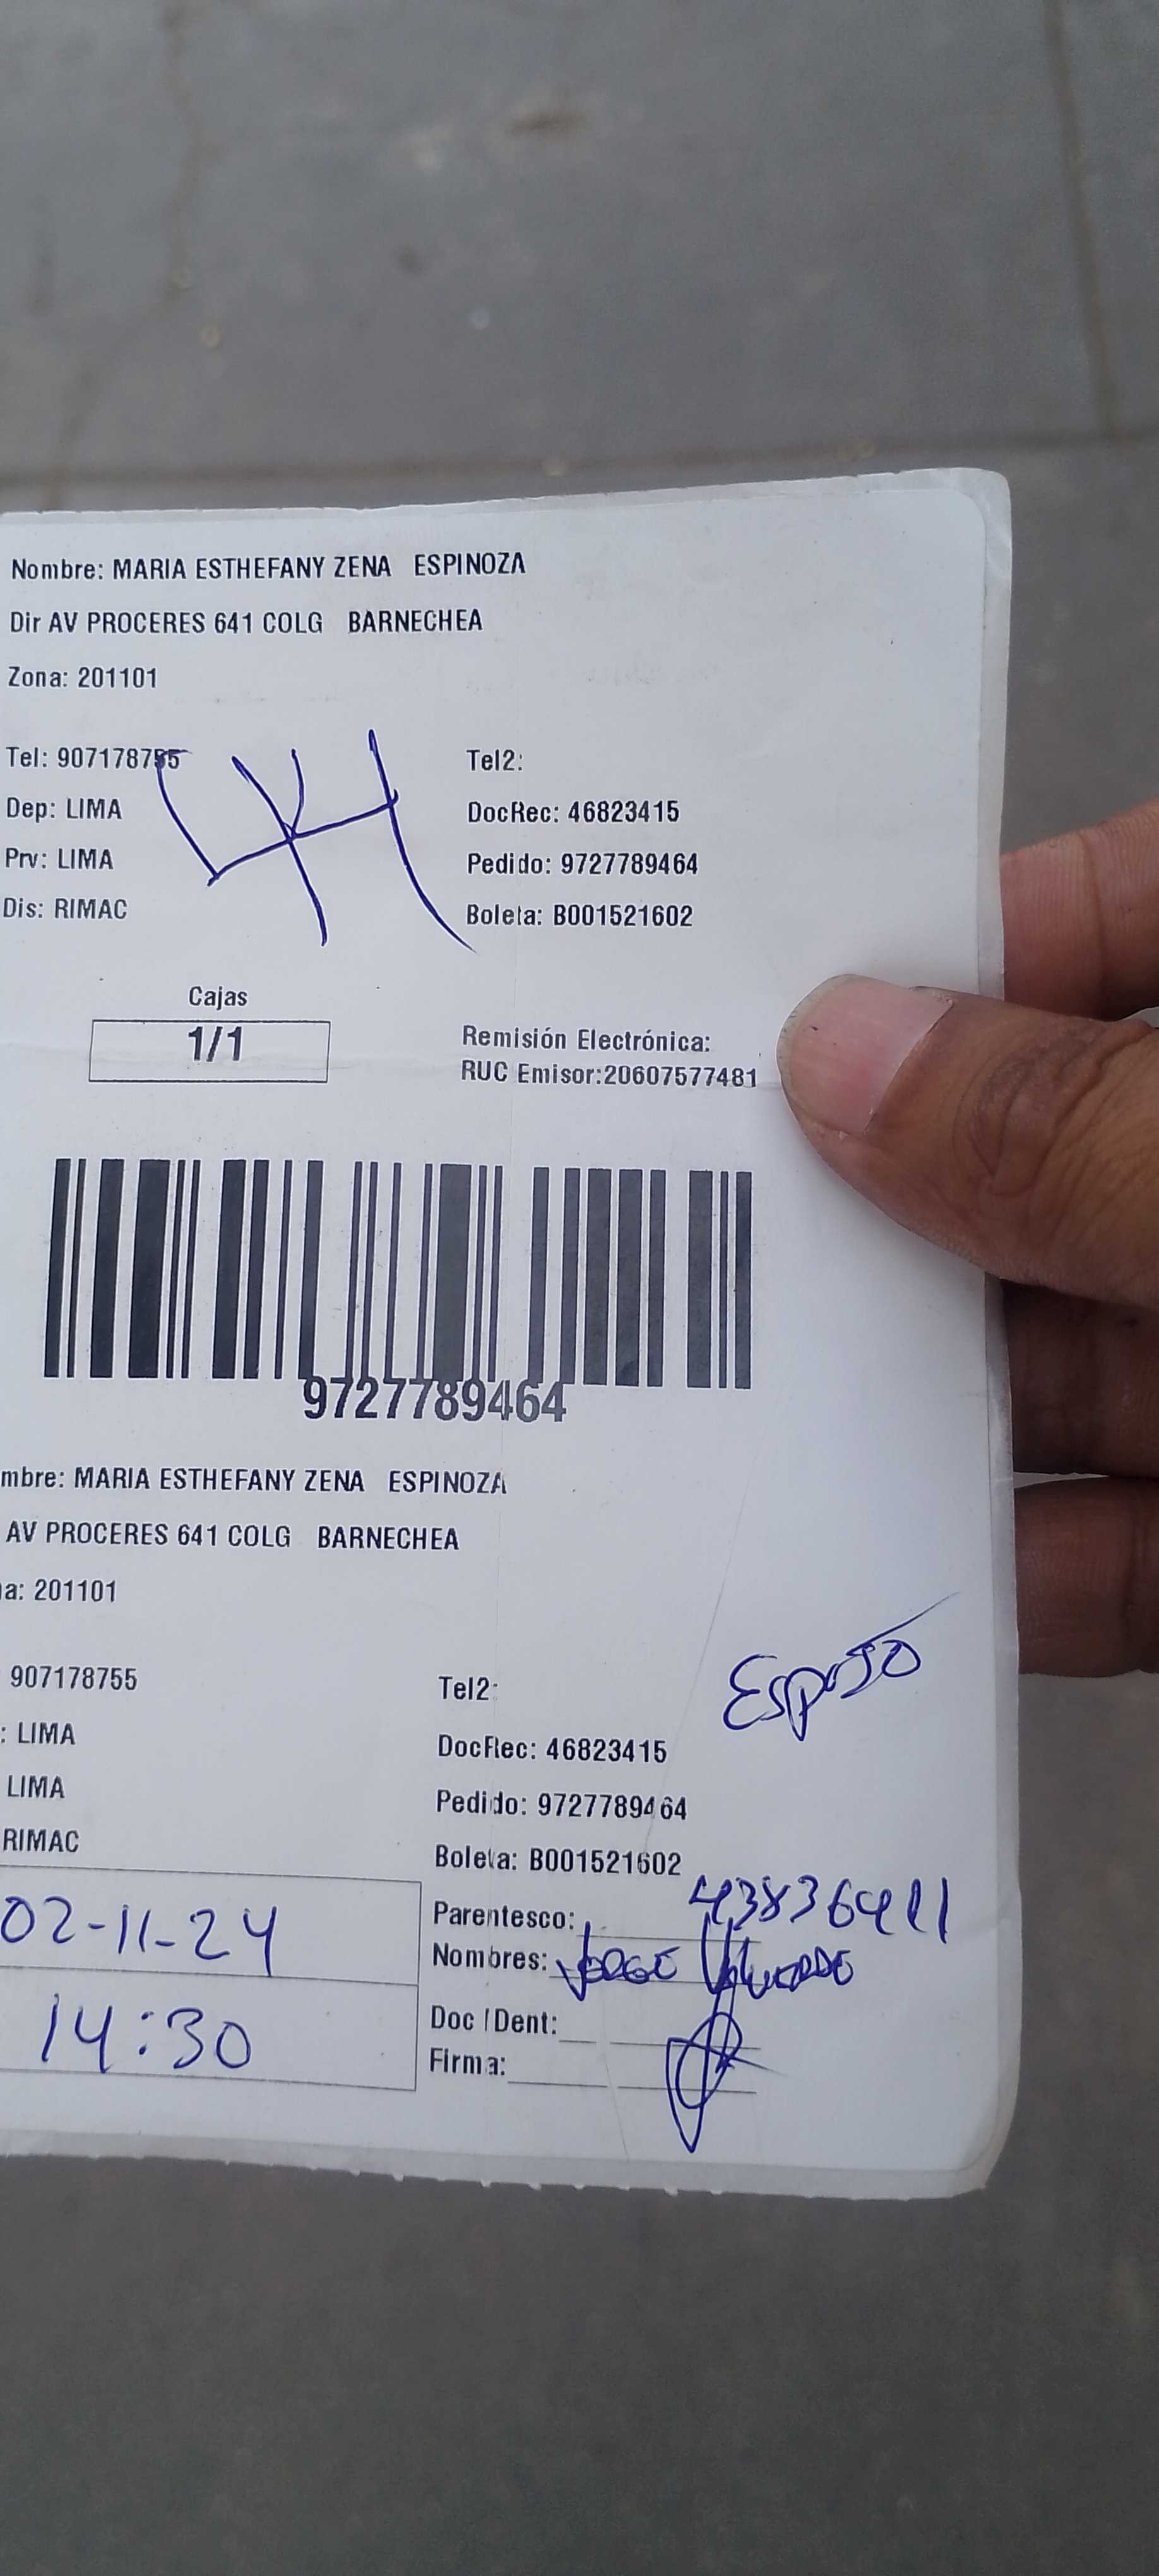 Nombre: MARIA ESTHEFANY ZENA ESPINOZA
Dir AV PROCERES 641 COLG BARNECHEA
Zona: 201101
Tel: 907178755
Tel2:
Dep: LIMA
DocRec: 46823415
Prv: LIMA
Pedido: 9727789464
Dis: RIMAC
Boleta: B001521602
Cajas
1/1
Remisión Electrónica:
RUC Emisor:20607577481
9727789464
mbre: MARIA ESTHEFANY ZENA ESPINOZA
AV PROCERES 641 COLG BARNECHEA
a: 201101
Esposo
907178755
Tel2:
: LIMA
DocRec: 46823415
LIMA
Pedido: 9727789464
RIMAC
Boleta: B001521602
02-11-24
Parentesco:
Nombres: JORGE
14:30
Doc /Dent:
Firma: